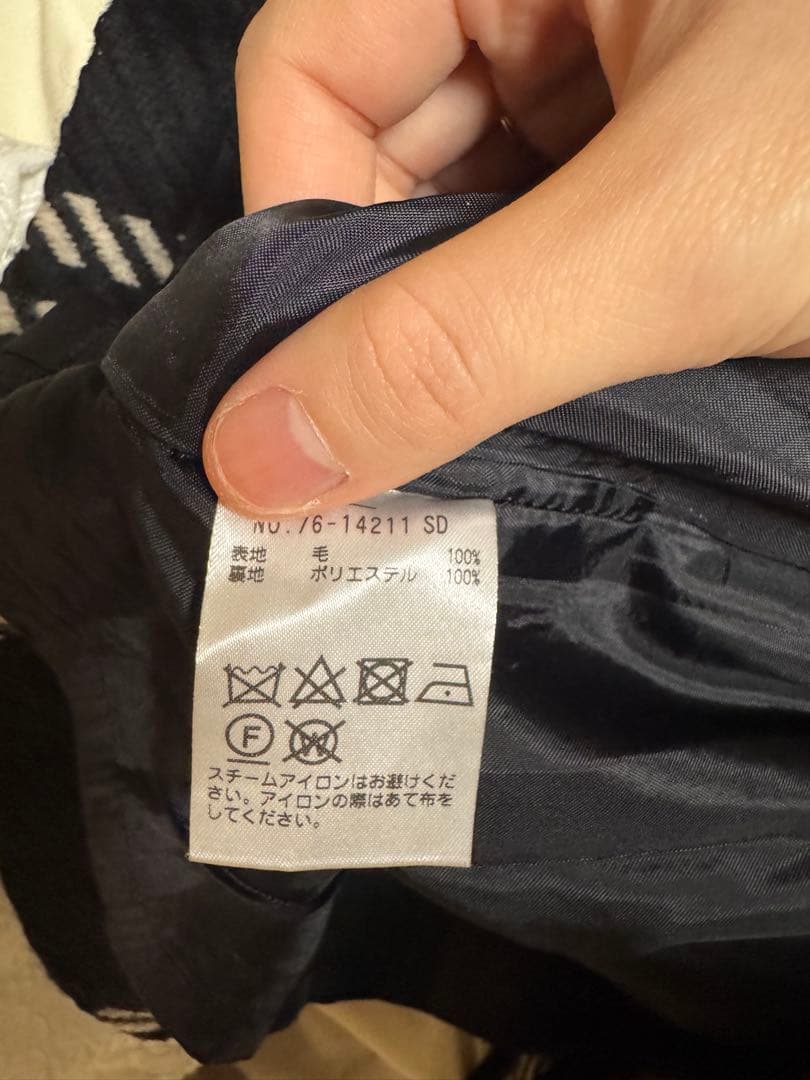 NO.76-14211 SD
表地 毛 100%
裏地 ポリエステル 100%
F
W
スチームアイロンはお避けくだ
さい。アイロンの際はあて布を
してください。